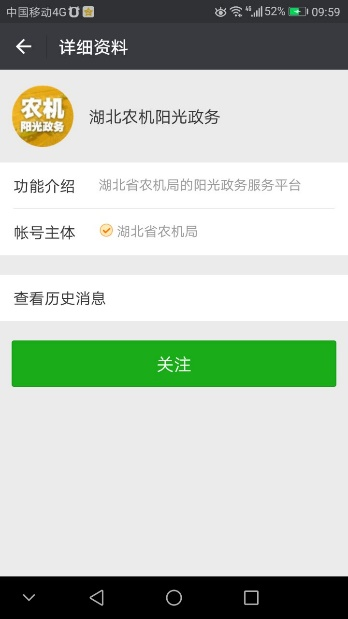 中国移动4G
4G 52% 09:59
详细资料
农机
阳光政务
湖北农机阳光政务
功能介绍 湖北省农机局的阳光政务服务平台
帐号主体 湖北省农机局
查看历史消息
关注